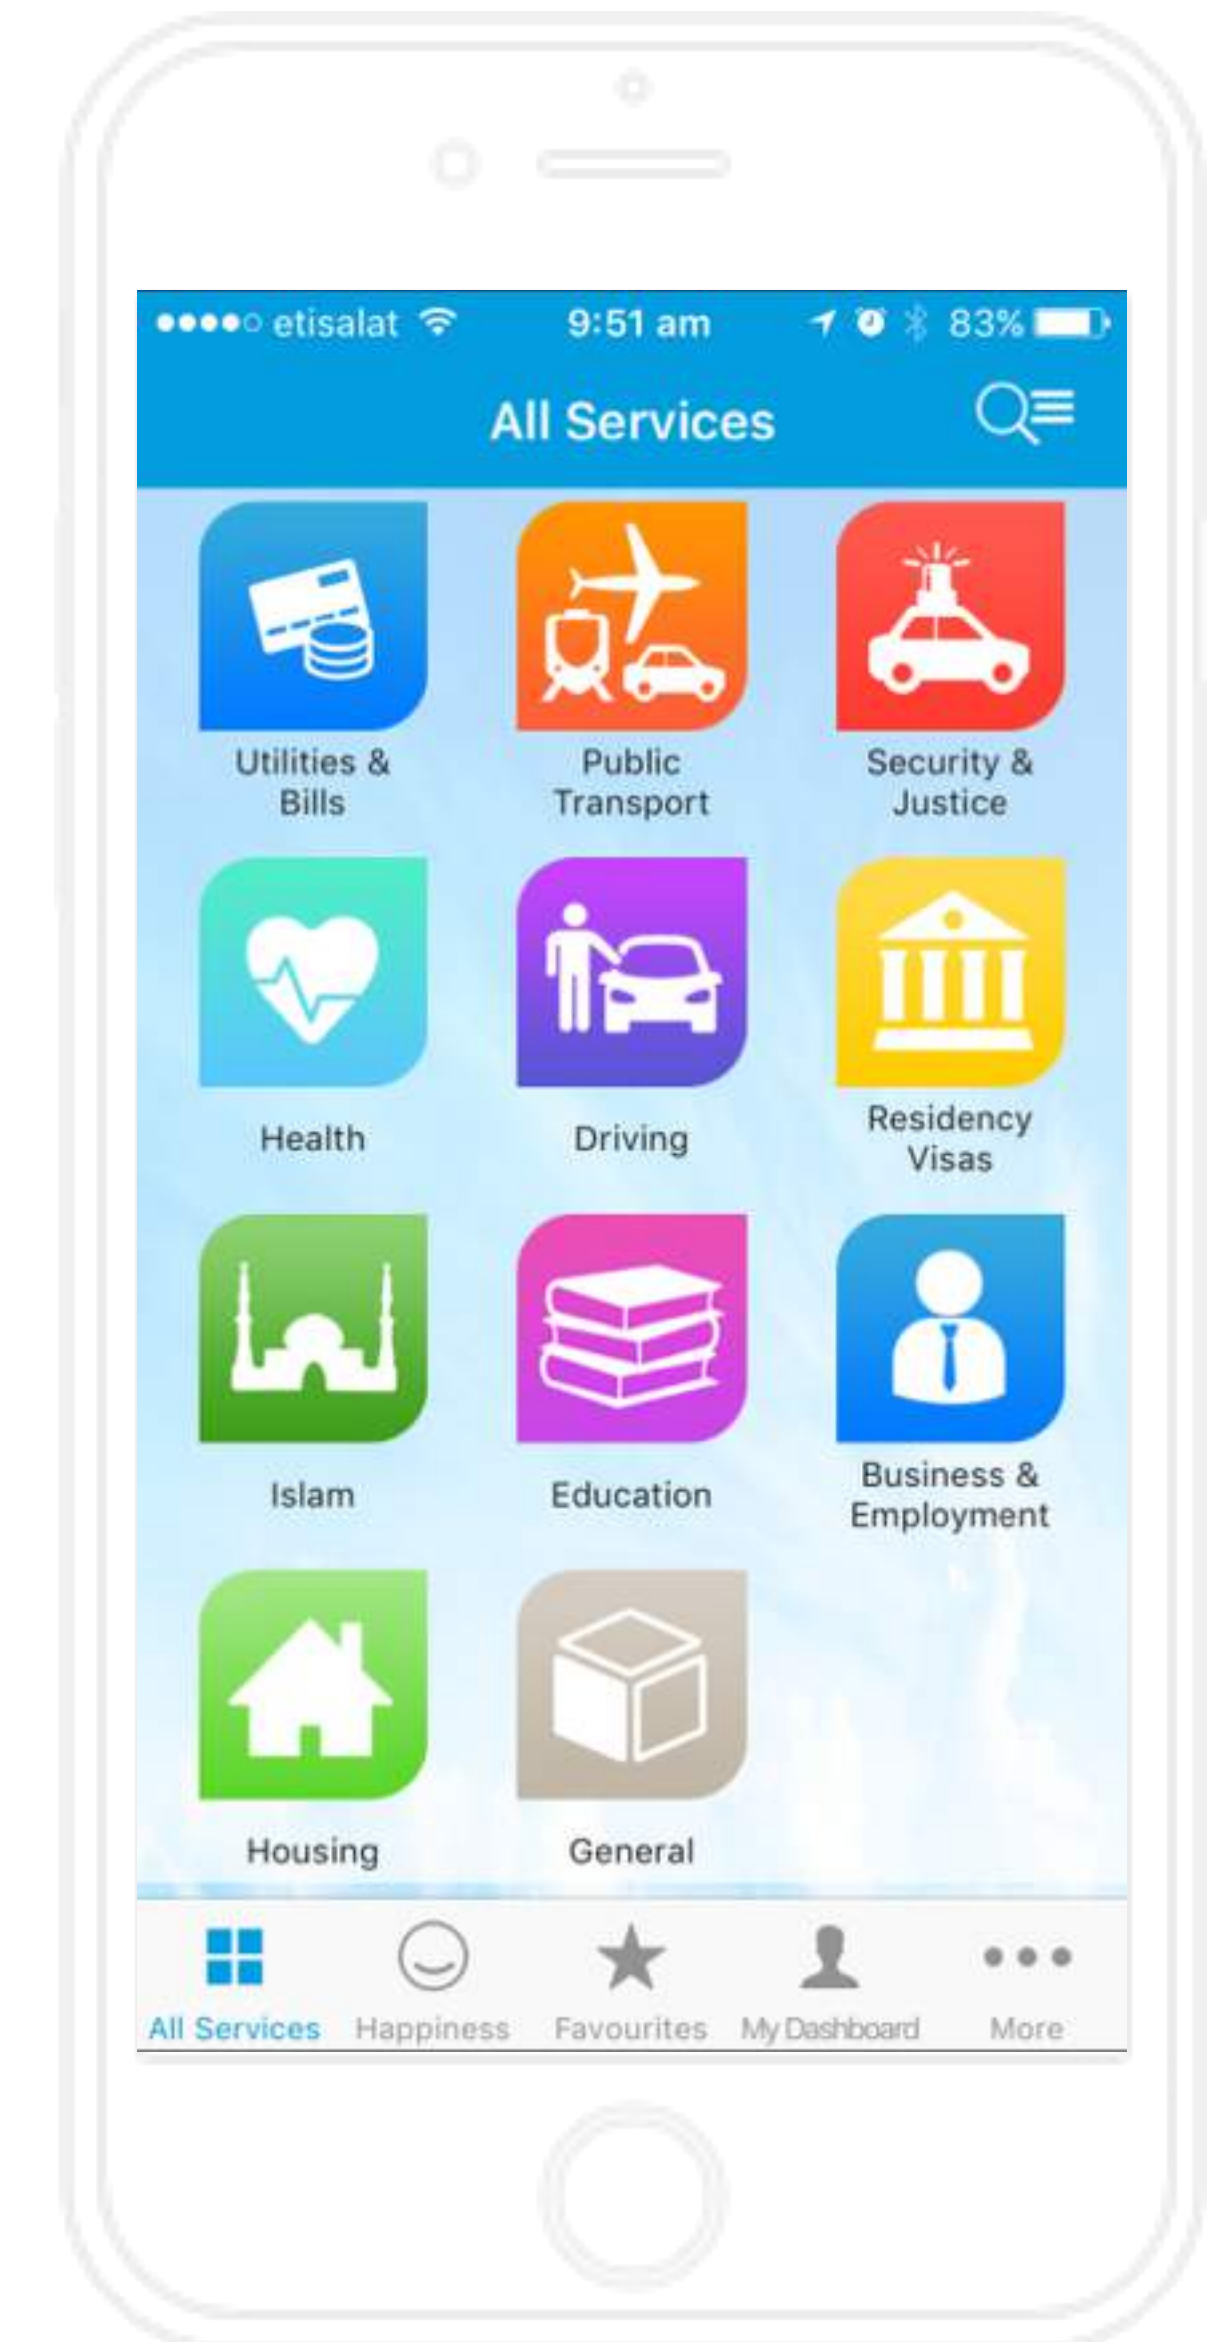 etisalat 9:51 am 83%
All Services
Utilities &
Bills
Public
Transport
Security &
Justice
Health
Driving
Residency
Visas
Islam
Education
Business &
Employment
Housing
General
All Services
Happiness
Favourites
My Dashboard
More